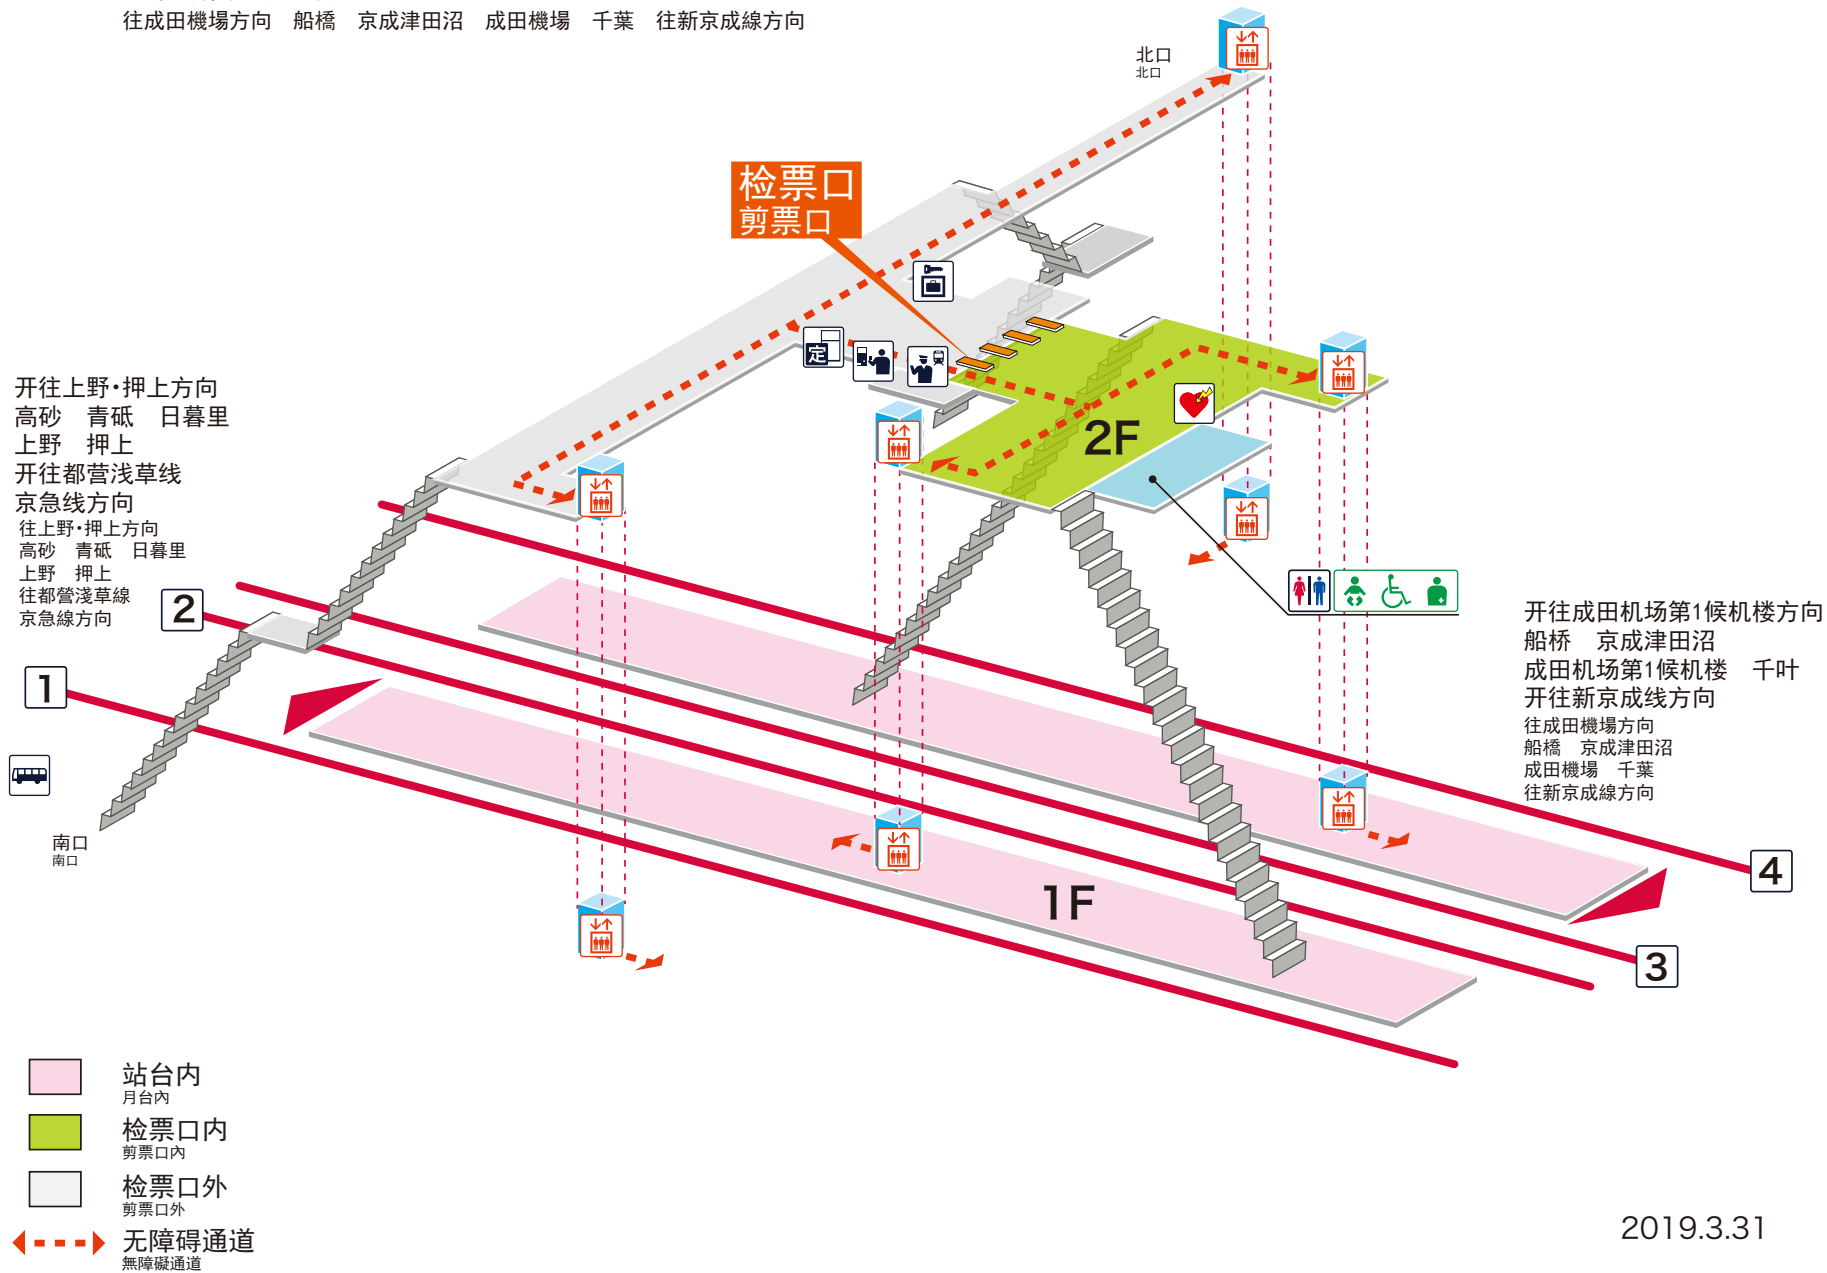 往成田機場方向　船橋　京成津田沼　成田機場　千葉　往新京成線方向
北口
北口
检票口
剪票口
定
开往上野・押上方向
高砂　青砥　日暮里
上野　押上
开往都营浅草线
京急线方向
往上野・押上方向
高砂　青砥　日暮里
上野　押上
往都營淺草線
京急線方向
2F
2
1
开往成田机场第1候机楼方向
船桥　京成津田沼
成田机场第1候机楼　千叶
开往新京成线方向
往成田機場方向
船橋　京成津田沼
成田機場　千葉
往新京成線方向
南口
南口
1F
4
3
站台内
月台內
检票口内
剪票口內
检票口外
剪票口外
无障碍通道
無障礙通道
2019.3.31